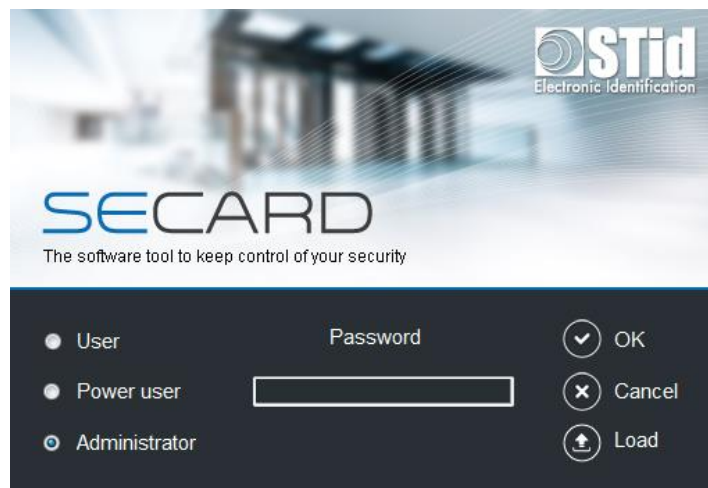 STid
Electronic Identification
SECARD
The software tool to keep control of your security
User
Password
OK
Power user
Cancel
Administrator
Load